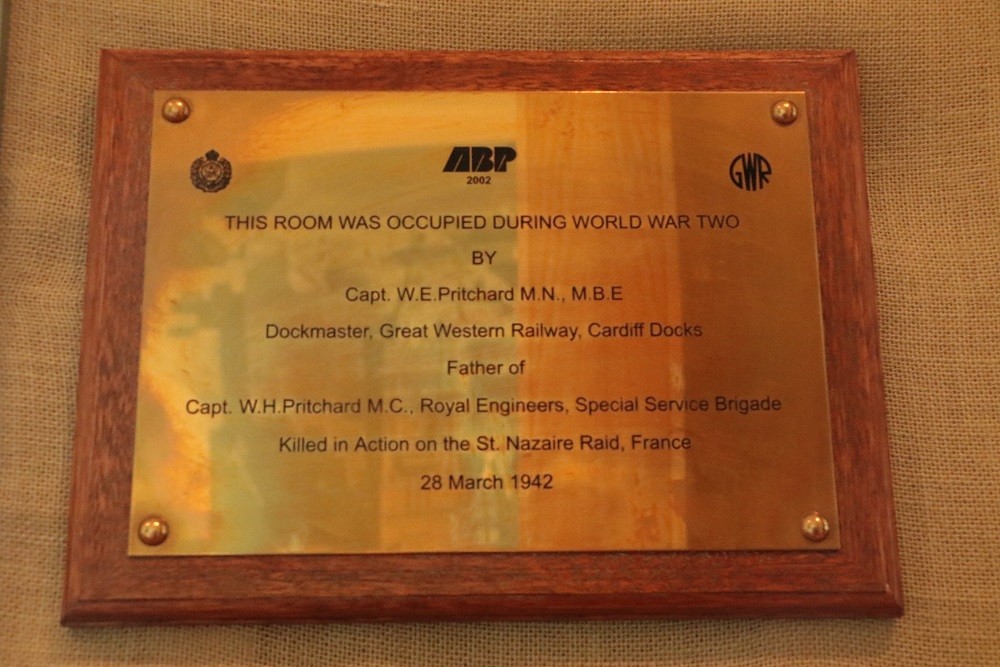 ABP
2002
GWR
THIS ROOM WAS OCCUPIED DURING WORLD WAR TWO
BY
Capt. W.E.Pritchard M.N., M.B.E
Dockmaster, Great Western Railway, Cardiff Docks
Father of
Capt. W.H.Pritchard M.C., Royal Engineers, Special Service Brigade
Killed in Action on the St. Nazaire Raid, France
28 March 1942